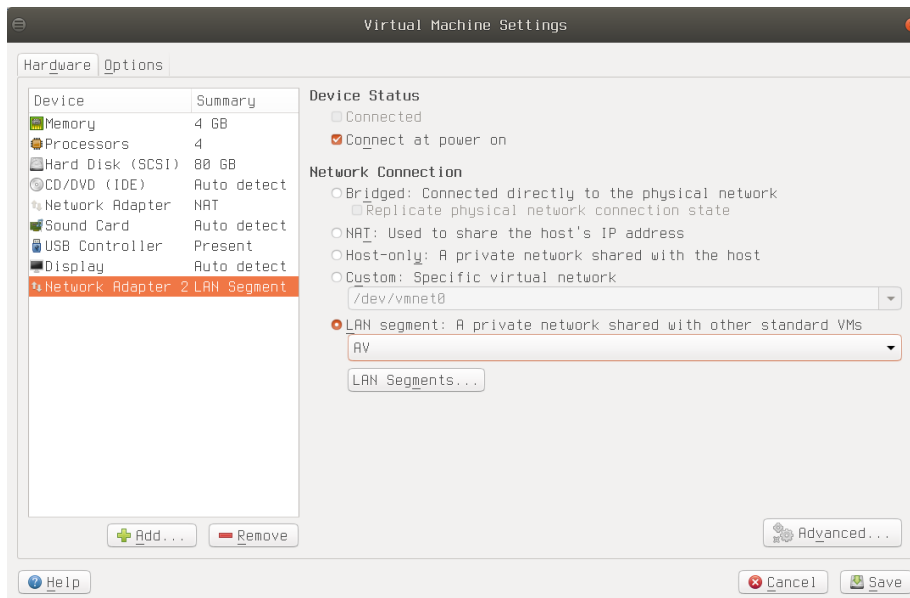 Virtual Machine Settings
Hardware Options
Device Summary
Memory 4 GB
Processors 4
Hard Disk (SCSI) 80 GB
CD/DVD (IDE) Auto detect
Network Adapter NAT
Sound Card Auto detect
USB Controller Present
Display Auto detect
Network Adapter 2 LAN Segment
Add... Remove
Device Status
Connected
Connect at power on
Network Connection
Bridged: Connected directly to the physical network
Replicate physical network connection state
NAT: Used to share the host's IP address
Host-only: A private network shared with the host
Custom: Specific virtual network
/dev/vmnet0
LAN segment: A private network shared with other standard VMs
AV
LAN Segments...
Advanced...
Help Cancel Save